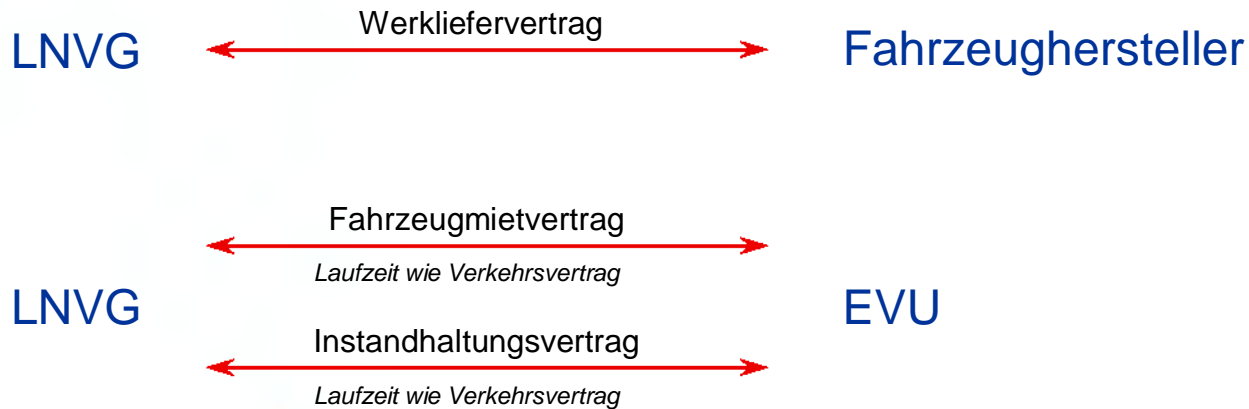 LNVG
Werkliefervertrag
Fahrzeughersteller
Fahrzeugmietvertrag
Laufzeit wie Verkehrsvertrag
LNVG
EVU
Instandhaltungsvertrag
Laufzeit wie Verkehrsvertrag